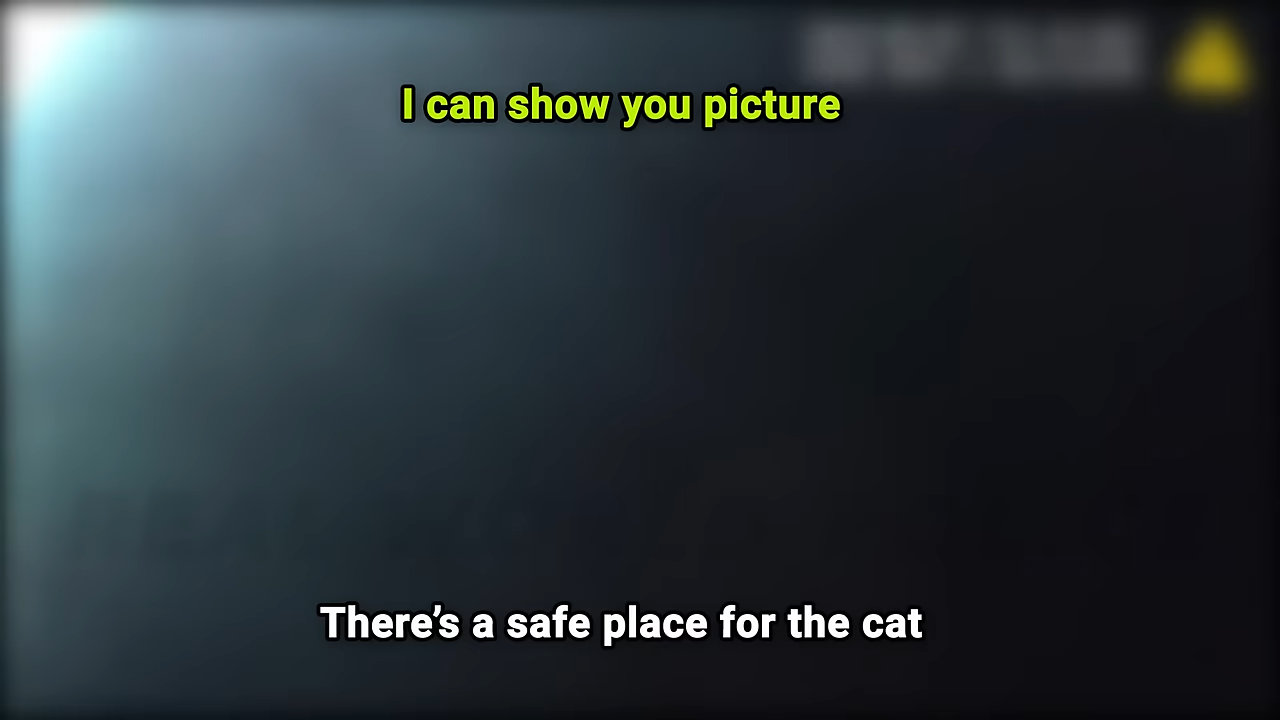 I can show you picture
There’s a safe place for the cat